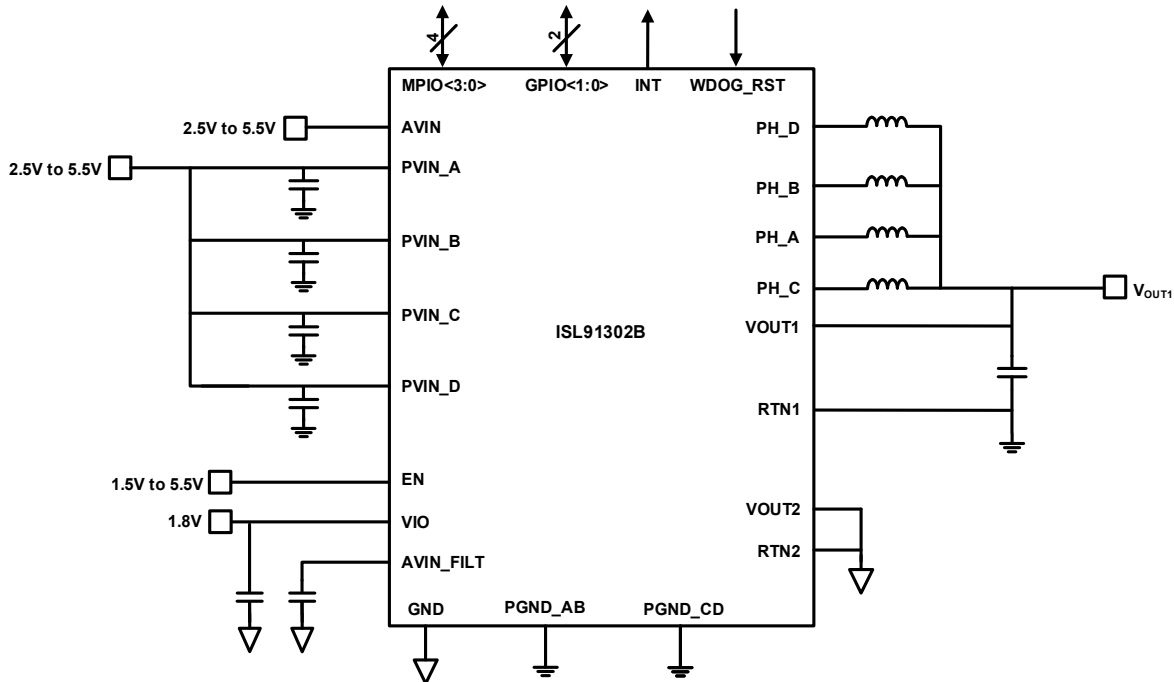 4
2
MPIO<3:0>
GPIO<1:0>
INT
WDOG_RST
2.5V to 5.5V
AVIN
PH_D
2.5V to 5.5V
PVIN_A
PH_B
PVIN_B
PH_A
PH_C
VOUT1
PVIN_C
VOUT1
ISL91302B
PVIN_D
RTN1
1.5V to 5.5V
EN
VOUT2
1.8V
VIO
RTN2
AVIN_FILT
GND
PGND_AB
PGND_CD